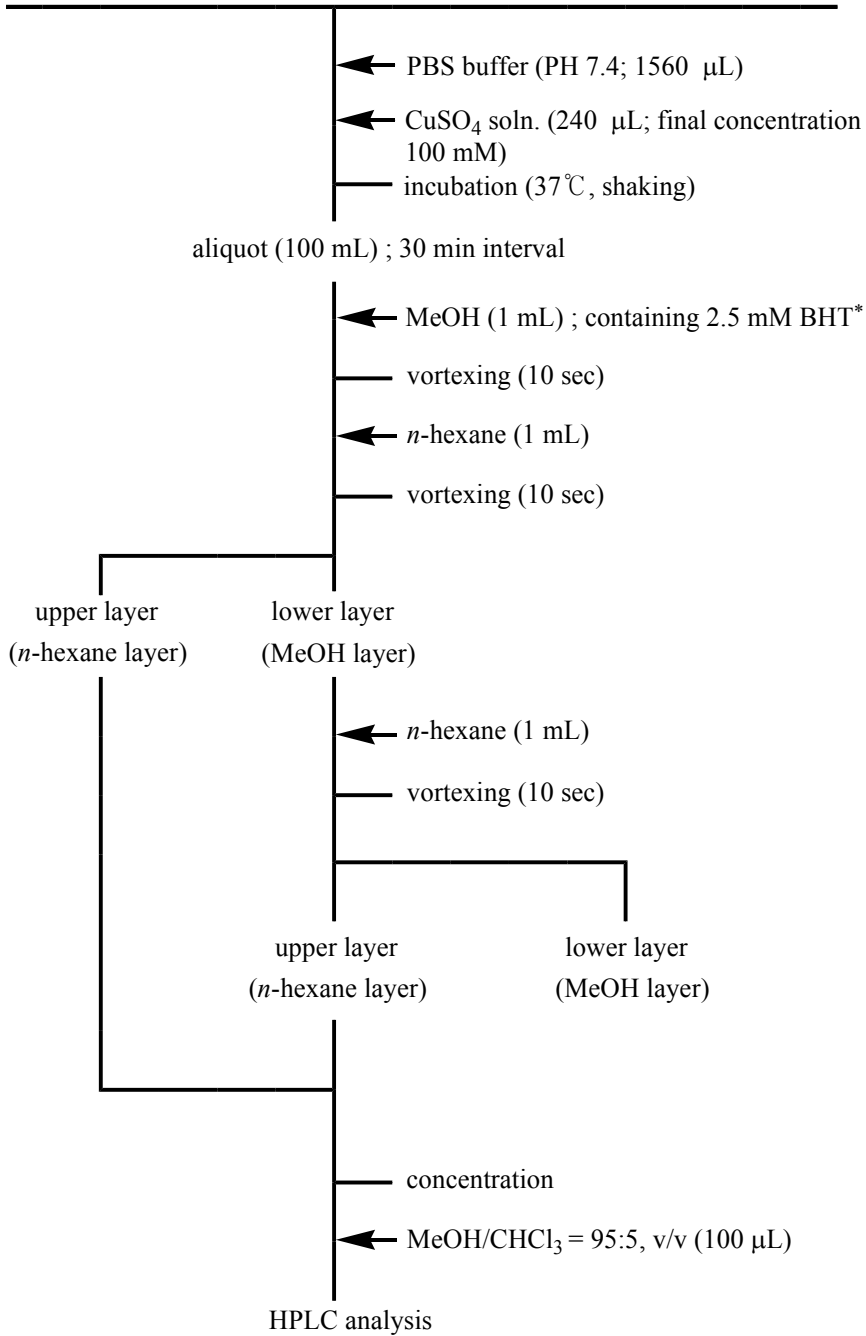 PBS buffer (PH 7.4; 1560 μL)
CuSO4 soln. (240 μL; final concentration
100 mM)
incubation (37℃, shaking)
aliquot (100 mL) ; 30 min interval
MeOH (1 mL) ; containing 2.5 mM BHT*
vortexing (10 sec)
n-hexane (1 mL)
vortexing (10 sec)
upper layer
(n-hexane layer)
lower layer
(MeOH layer)
n-hexane (1 mL)
vortexing (10 sec)
upper layer
(n-hexane layer)
lower layer
(MeOH layer)
concentration
MeOH/CHCl3 = 95:5, v/v (100 μL)
HPLC analysis